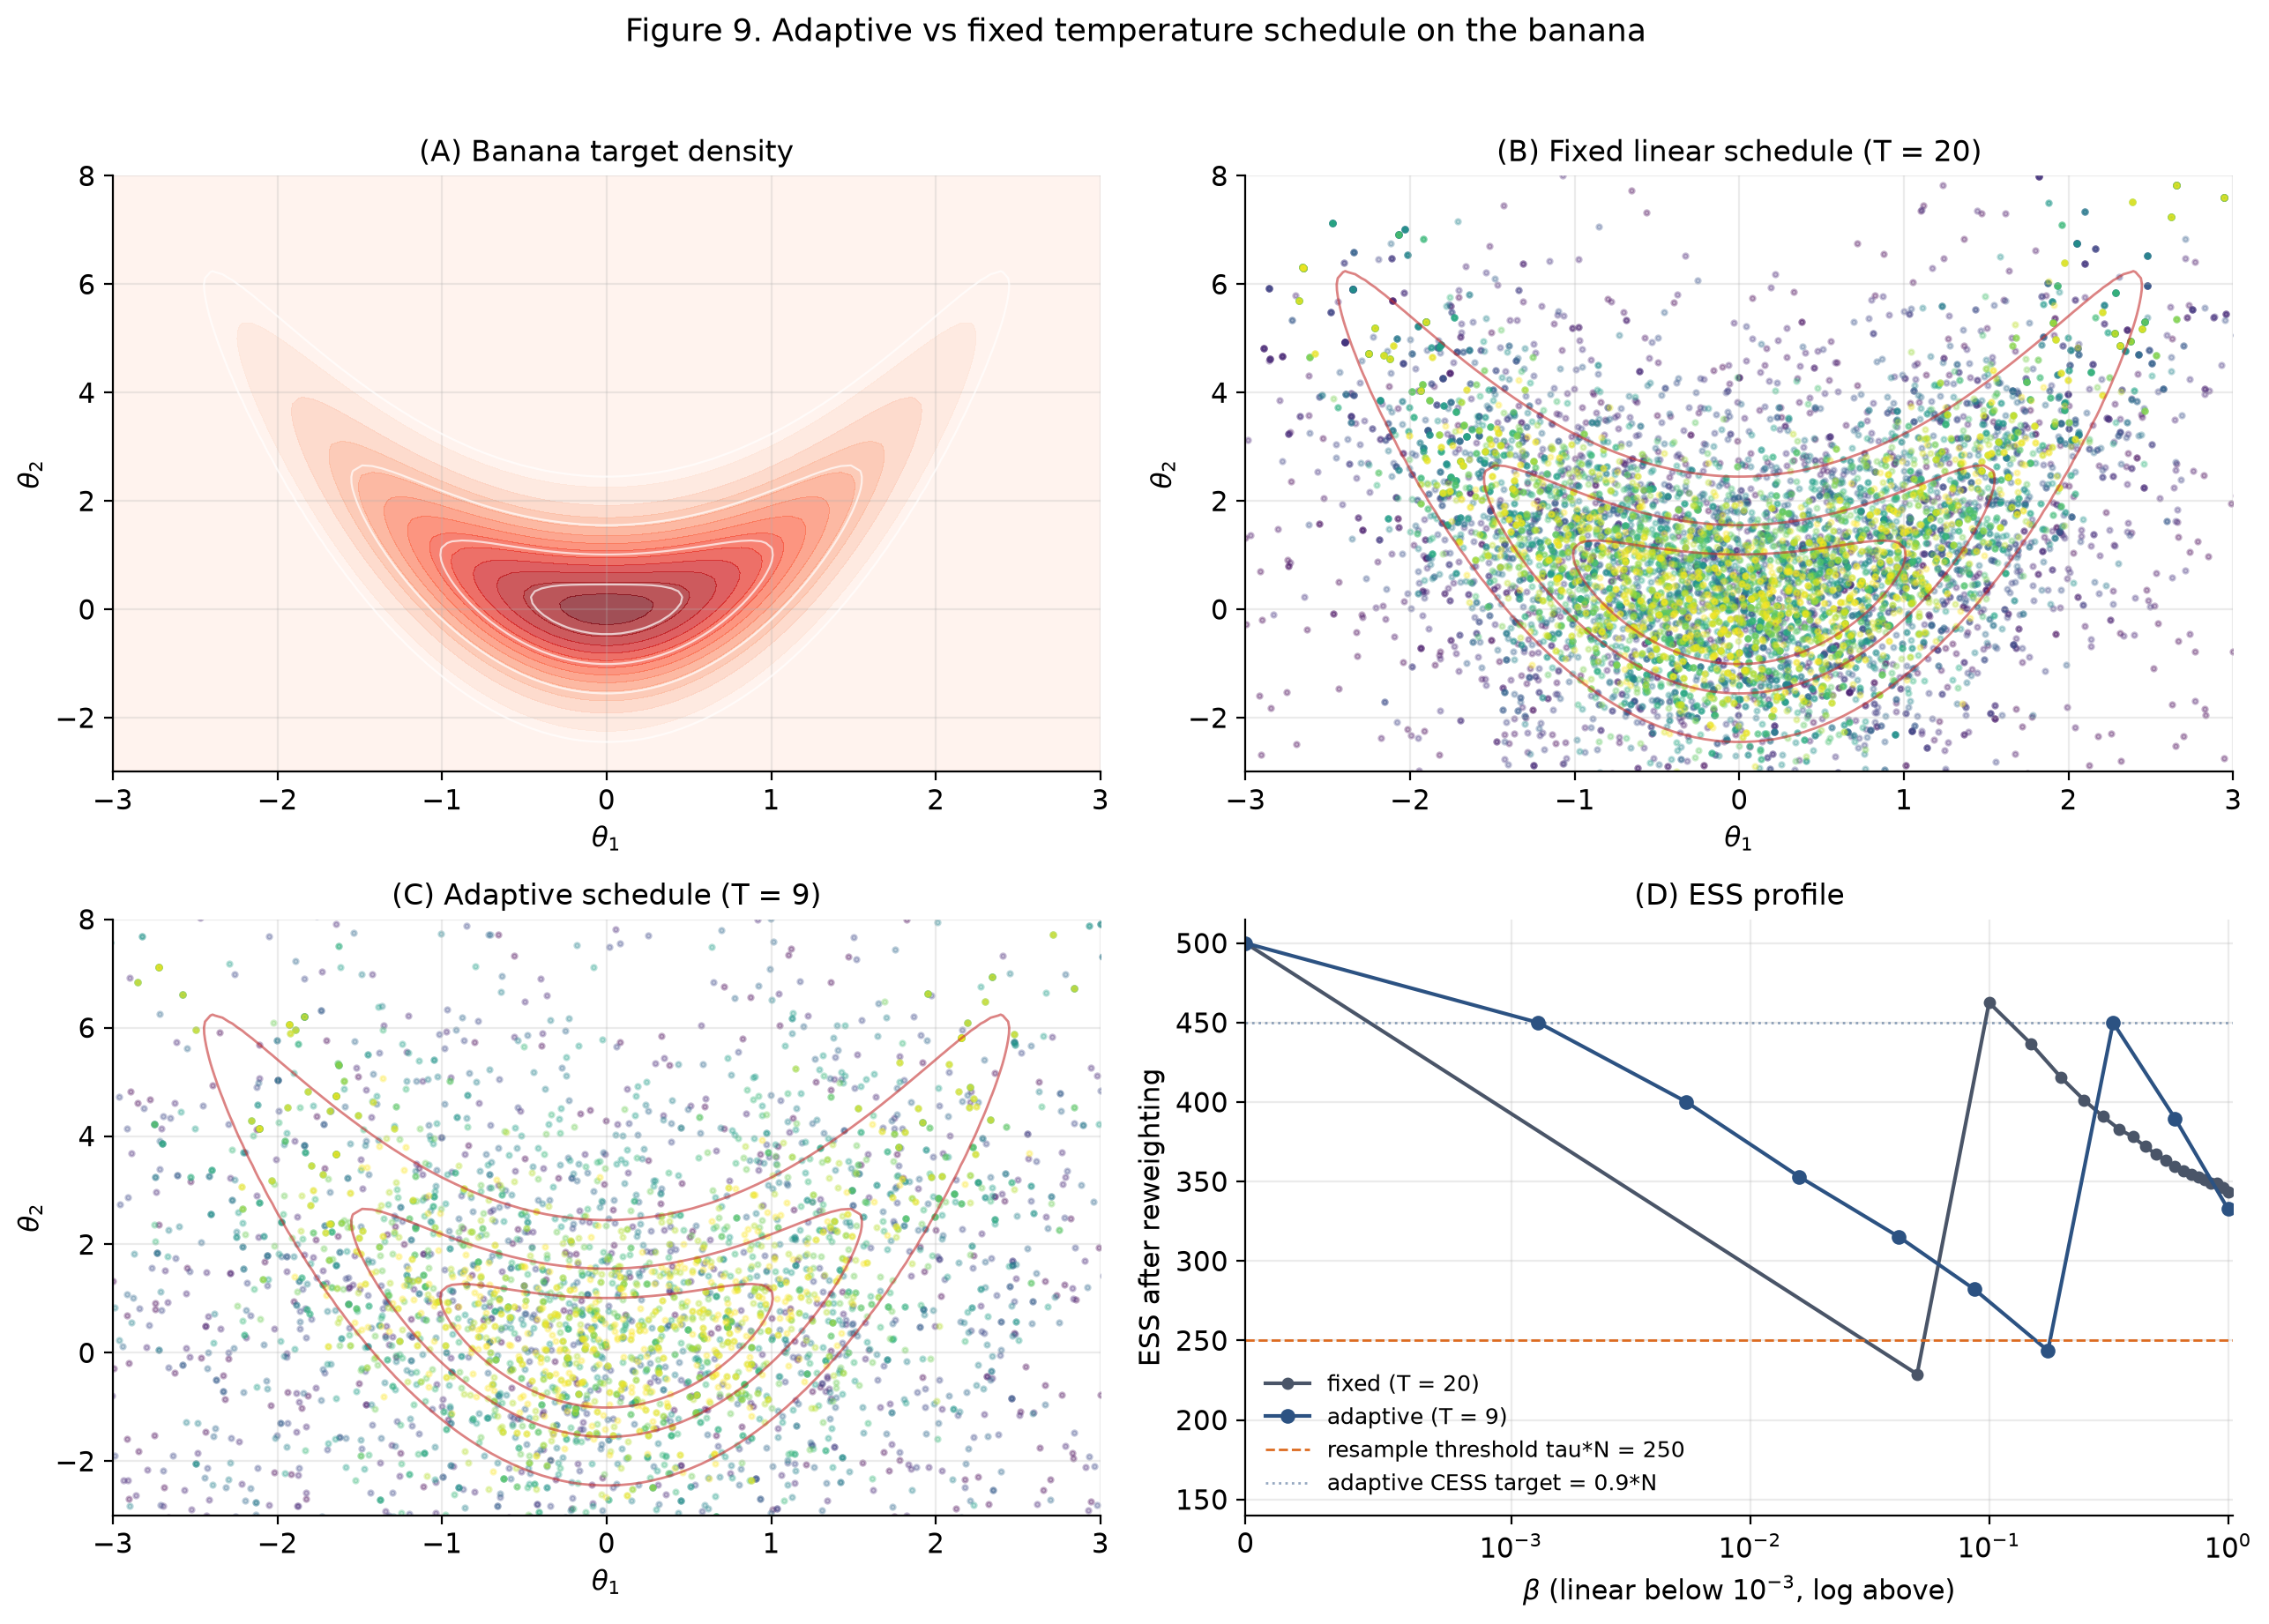 Figure 9. Adaptive vs fixed temperature schedule on the banana
(A) Banana target density
8
6
4
2
0
−2
θ2
−3 −2 −1 0 1 2 3
θ1
(B) Fixed linear schedule (T = 20)
8
6
4
2
0
−2
θ2
−3 −2 −1 0 1 2 3
θ1
(C) Adaptive schedule (T = 9)
8
6
4
2
0
−2
θ2
−3 −2 −1 0 1 2 3
θ1
(D) ESS profile
500
450
400
350
300
250
200
150
ESS after reweighting
fixed (T = 20)
adaptive (T = 9)
resample threshold tau*N = 250
adaptive CESS target = 0.9*N
0 10⁻³ 10⁻² 10⁻¹ 10⁰
β (linear below 10⁻³, log above)